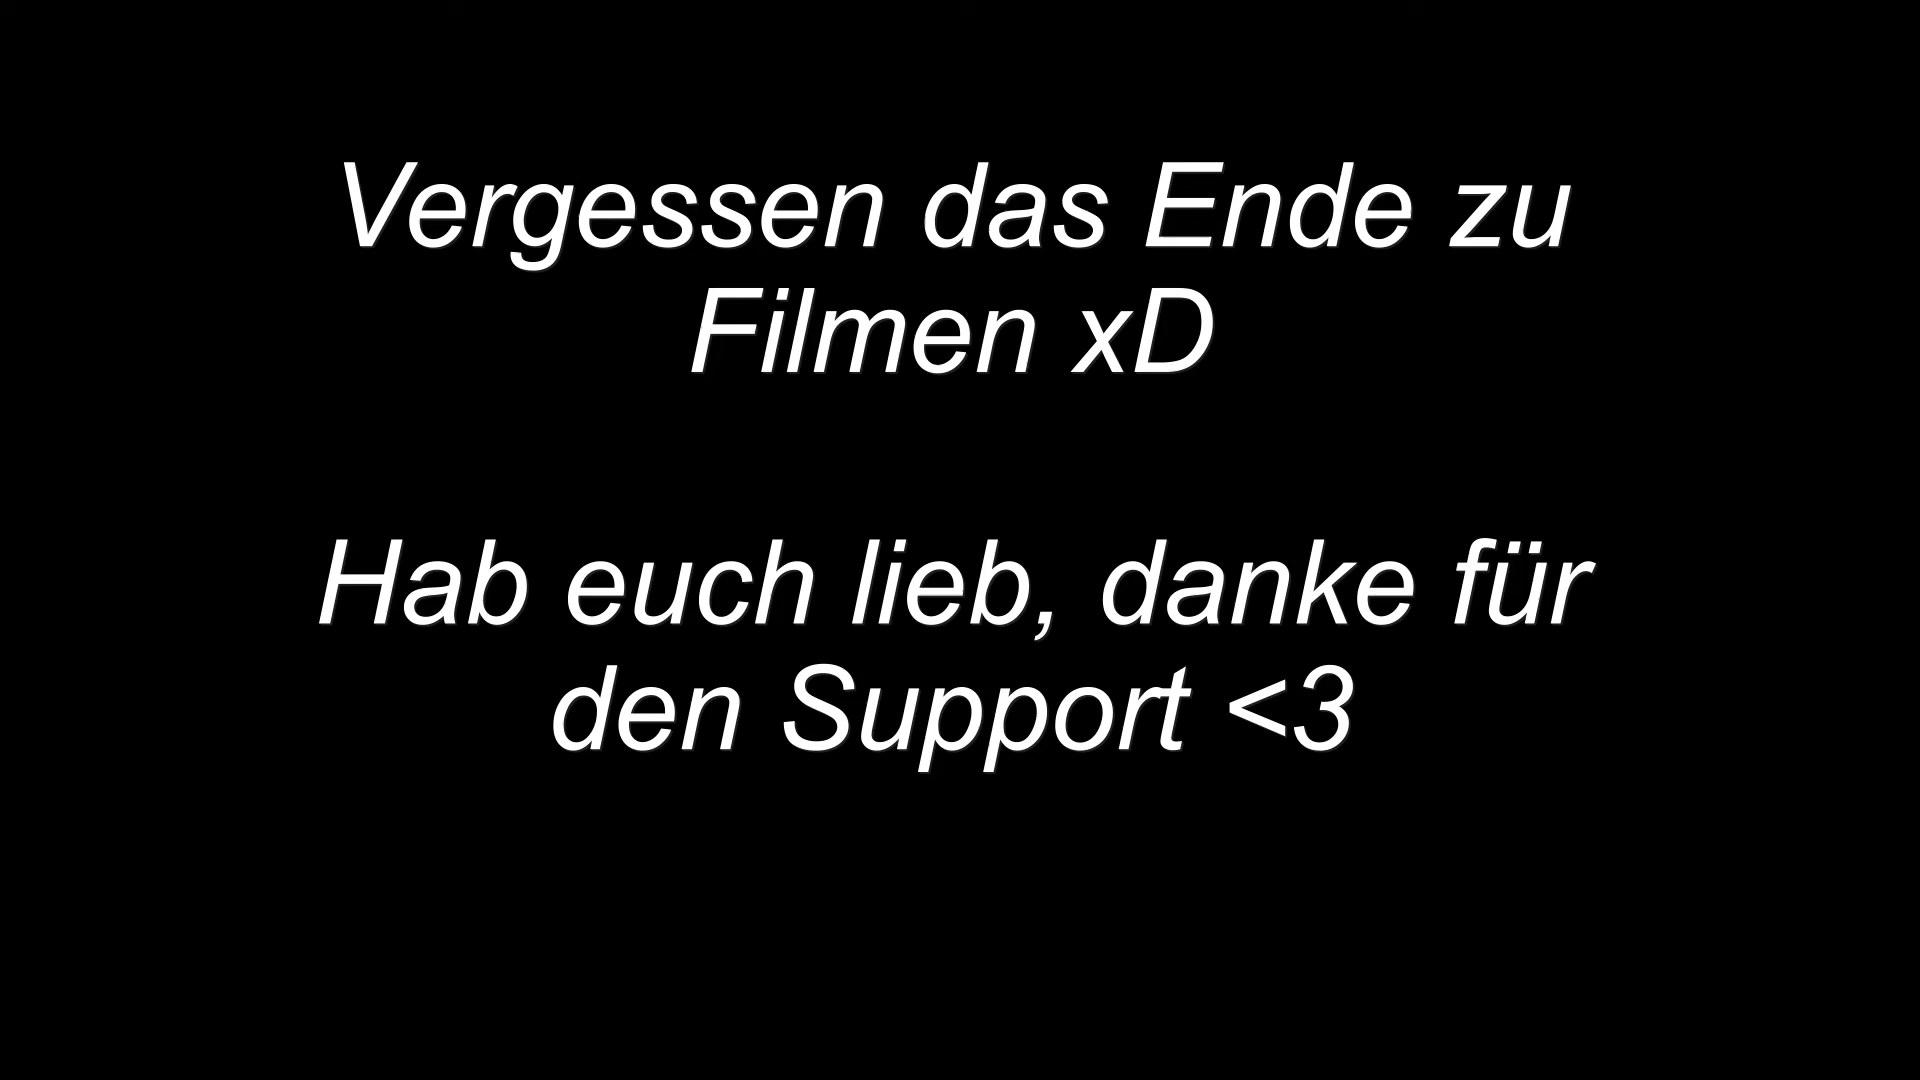 Vergessen das Ende zu
Filmen xD
Hab euch lieb, danke für
den Support <3